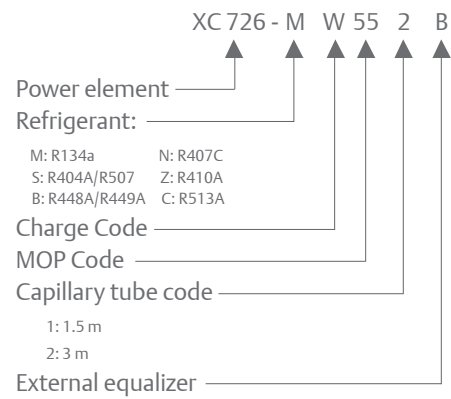 XC 726 - M W 55 2 B
Power element
Refrigerant:
M: R134a N: R407C
S: R404A/R507 Z: R410A
B: R448A/R449A C: R513A
Charge Code
MOP Code
Capillary tube code
1: 1.5 m
2: 3 m
External equalizer